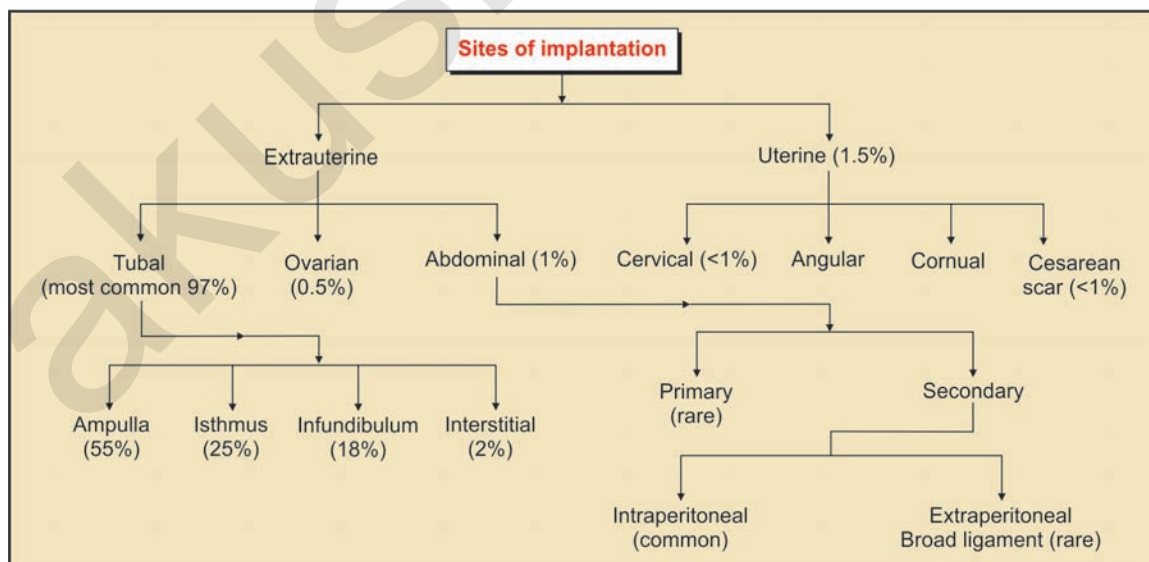 Sites of implantation
Extrauterine
Uterine (1.5%)
Tubal
(most common 97%)
Ovarian
(0.5%)
Abdominal (1%)
Cervical (<1%)
Angular
Cornual
Cesarean
scar (<1%)
Primary
(rare)
Secondary
Ampulla
(55%)
Isthmus
(25%)
Infundibulum
(18%)
Interstitial
(2%)
Intraperitoneal
(common)
Extraperitoneal
Broad ligament (rare)